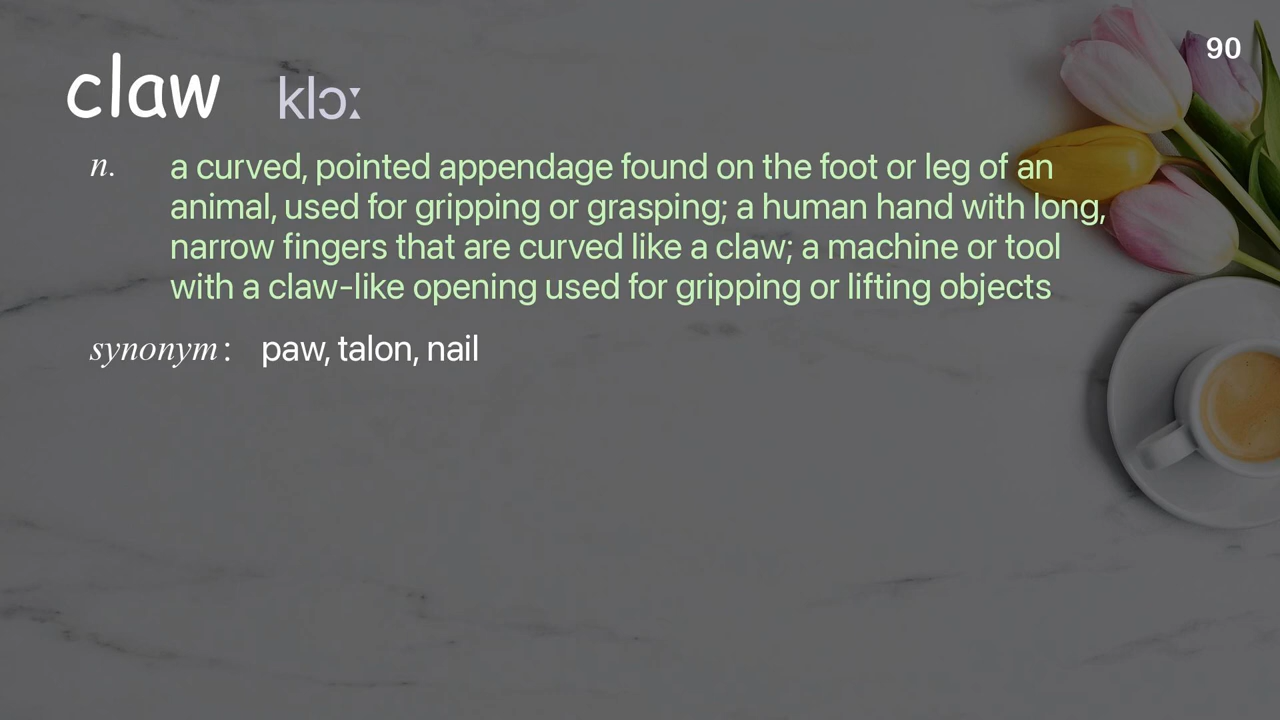 90
claw klɔː
n. a curved, pointed appendage found on the foot or leg of an
animal, used for gripping or grasping; a human hand with long,
narrow fingers that are curved like a claw; a machine or tool
with a claw-like opening used for gripping or lifting objects
synonym : paw, talon, nail